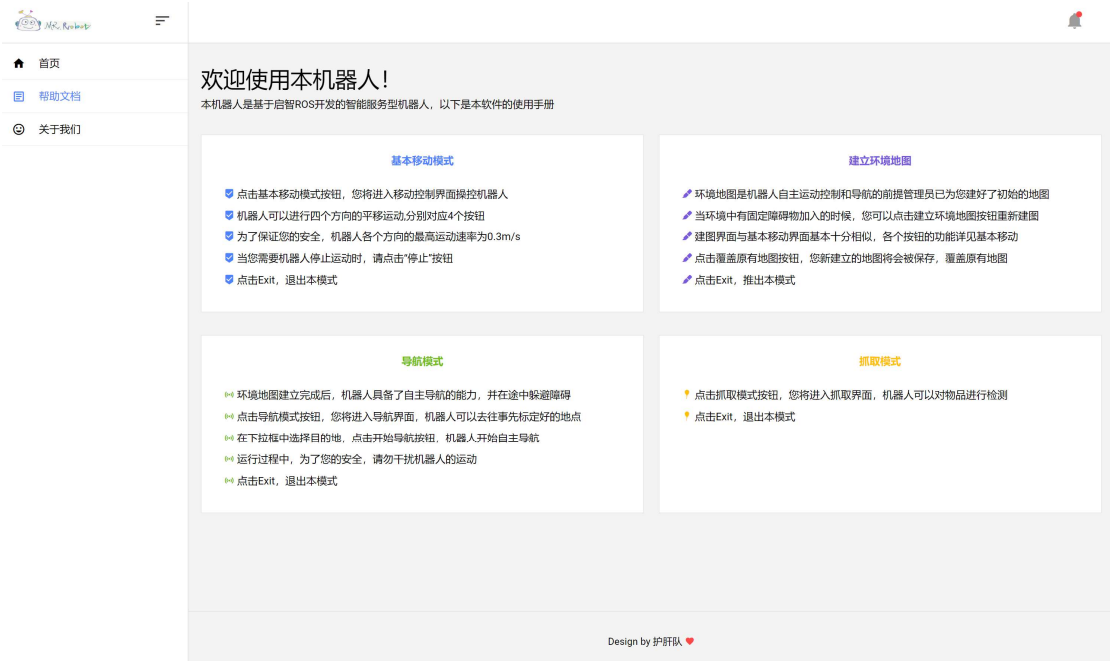 Mr. Robot
首页
帮助文档
关于我们
欢迎使用本机器人！
本机器人是基于启智ROS开发的智能服务型机器人，以下是本软件的使用手册
基本移动模式
点击基本移动模式按钮，您将进入移动控制界面操控机器人
机器人可以进行四个方向的平移运动,分别对应4个按钮
为了保证您的安全，机器人各个方向的最高运动速率为0.3m/s
当您需要机器人停止运动时，请点击“停止”按钮
点击Exit，退出本模式
建立环境地图
环境地图是机器人自主运动控制和导航的前提管理员已为您建好了初始的地图
当环境中有固定障碍物加入的时候，您可以点击建立环境地图按钮重新建图
建图界面与基本移动界面基本十分相似，各个按钮的功能详见基本移动
点击覆盖原有地图按钮，您新建立的地图将会被保存，覆盖原有地图
点击Exit，推出本模式
导航模式
环境地图建立完成后，机器人具备了自主导航的能力，并在途中躲避障碍
点击导航模式按钮，您将进入导航界面，机器人可以去往事先标定好的地点
在下拉框中选择目的地，点击开始导航按钮，机器人开始自主导航
运行过程中，为了您的安全，请勿干扰机器人的运动
点击Exit，退出本模式
抓取模式
点击抓取模式按钮，您将进入抓取界面，机器人可以对物品进行检测
点击Exit，退出本模式
Design by 护肝队